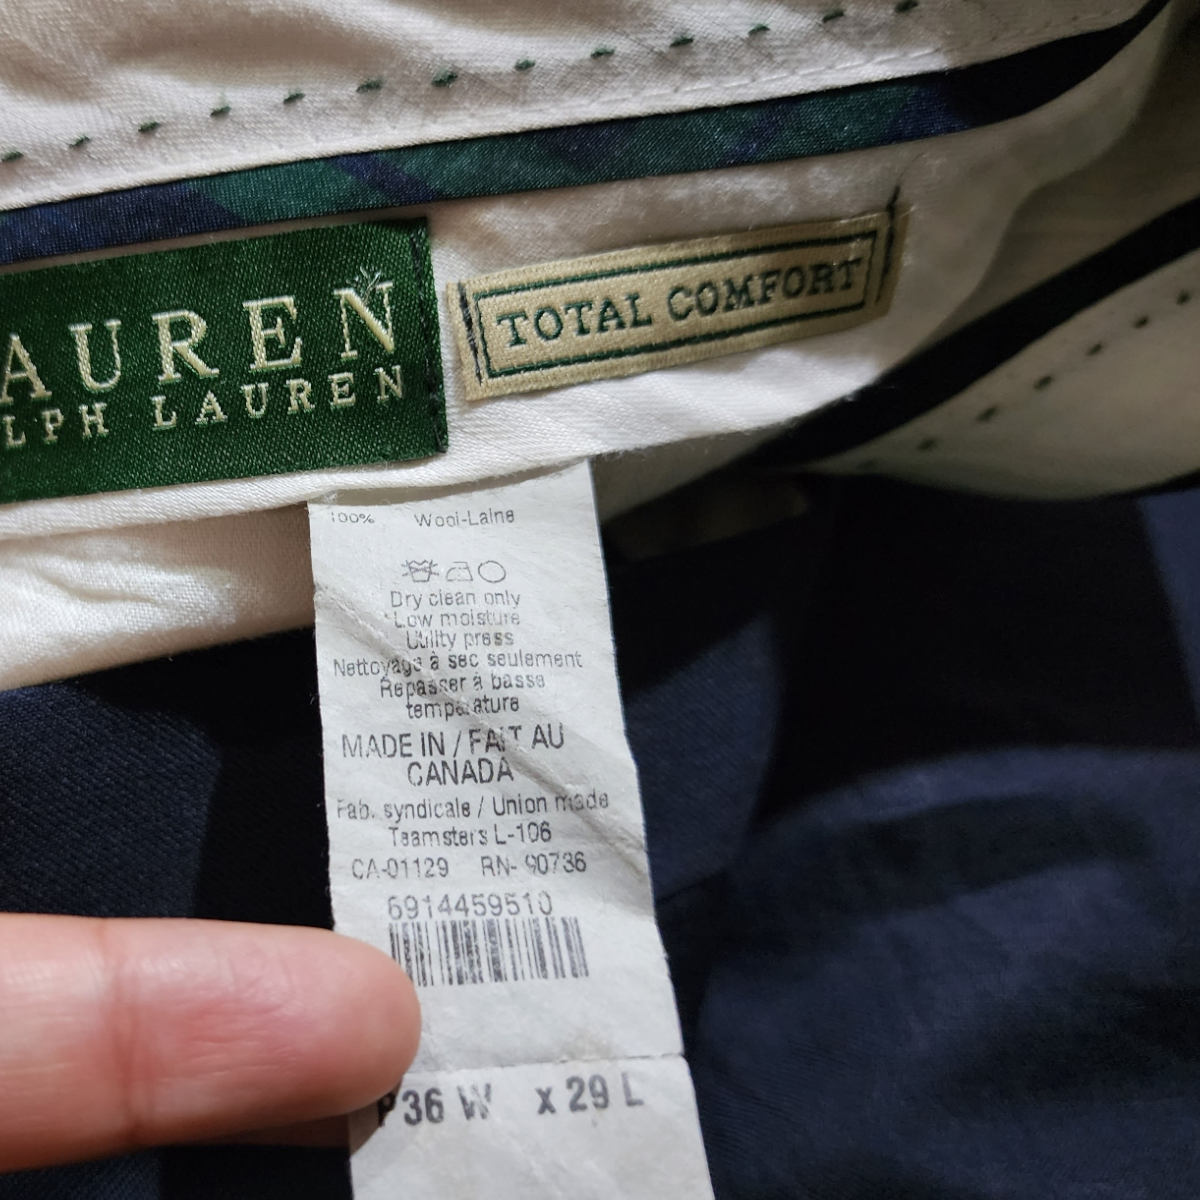 AUREN
LPH LAUREN
TOTAL COMFORT
100% Wool-Laine
Dry clean only
Low moisture
Utility press
Nettoyage à sec seulement
Repasser à basse
température
MADE IN / FAIT AU
CANADA
Fab. syndicale / Union made
Teamsters L-106
CA-01129 RN- 90736
6914459510
P36 W x 29 L